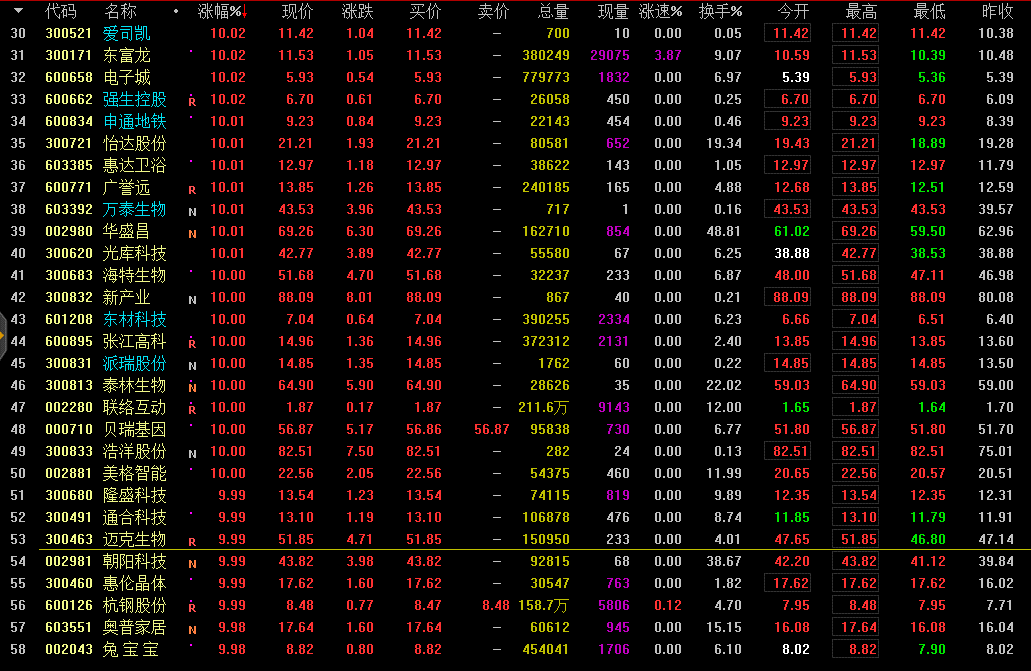 代码 名称 • 涨幅%↓ 现价 涨跌 买价 卖价 总量 现量 涨速% 换手% 今开 最高 最低 昨收
30 300521 爱司凯 10.02 11.42 1.04 11.42 — 700 10 0.00 0.05 11.42 11.42 11.42 10.38
31 300171 东富龙 10.02 11.53 1.05 11.53 — 380249 29075 3.87 9.07 10.59 11.53 10.39 10.48
32 600658 电子城 10.02 5.93 0.54 5.93 — 779773 1832 0.00 6.97 5.39 5.93 5.36 5.39
33 600662 强生控股 R 10.02 6.70 0.61 6.70 — 26058 450 0.00 0.25 6.70 6.70 6.70 6.09
34 600834 申通地铁 10.01 9.23 0.84 9.23 — 22143 454 0.00 0.46 9.23 9.23 9.23 8.39
35 300721 怡达股份 10.01 21.21 1.93 21.21 — 80581 652 0.00 19.34 19.43 21.21 18.89 19.28
36 603385 惠达卫浴 10.01 12.97 1.18 12.97 — 38622 143 0.00 1.05 12.97 12.97 12.97 11.79
37 600771 广誉远 R 10.01 13.85 1.26 13.85 — 240185 165 0.00 4.88 12.68 13.85 12.51 12.59
38 603392 万泰生物 N 10.01 43.53 3.96 43.53 — 717 1 0.00 0.16 43.53 43.53 43.53 39.57
39 002980 华盛昌 N 10.01 69.26 6.30 69.26 — 162710 854 0.00 48.81 61.02 69.26 59.50 62.96
40 300620 光库科技 10.01 42.77 3.89 42.77 — 55580 67 0.00 6.25 38.88 42.77 38.53 38.88
41 300683 海特生物 10.00 51.68 4.70 51.68 — 32237 233 0.00 6.87 48.00 51.68 47.11 46.98
42 300832 新产业 N 10.00 88.09 8.01 88.09 — 867 40 0.00 0.21 88.09 88.09 88.09 80.08
43 601208 东材科技 10.00 7.04 0.64 7.04 — 390255 2334 0.00 6.23 6.66 7.04 6.51 6.40
44 600895 张江高科 R 10.00 14.96 1.36 14.96 — 372312 2131 0.00 2.40 13.85 14.96 13.85 13.60
45 300831 派瑞股份 N 10.00 14.85 1.35 14.85 — 1762 60 0.00 0.22 14.85 14.85 14.85 13.50
46 300813 泰林生物 N 10.00 64.90 5.90 64.90 — 28626 35 0.00 22.02 59.03 64.90 59.03 59.00
47 002280 联络互动 R 10.00 1.87 0.17 1.87 — 211.6万 9143 0.00 12.00 1.65 1.87 1.64 1.70
48 000710 贝瑞基因 10.00 56.87 5.17 56.86 56.87 95838 730 0.00 6.77 51.80 56.87 51.80 51.70
49 300833 浩洋股份 N 10.00 82.51 7.50 82.51 — 282 24 0.00 0.13 82.51 82.51 82.51 75.01
50 002881 美格智能 10.00 22.56 2.05 22.56 — 54375 460 0.00 11.99 20.65 22.56 20.57 20.51
51 300680 隆盛科技 9.99 13.54 1.23 13.54 — 74115 819 0.00 9.89 12.35 13.54 12.35 12.31
52 300491 通合科技 9.99 13.10 1.19 13.10 — 106878 476 0.00 8.74 11.85 13.10 11.79 11.91
53 300463 迈克生物 R 9.99 51.85 4.71 51.85 — 150950 233 0.00 4.01 47.65 51.85 46.80 47.14
54 002981 朝阳科技 N 9.99 43.82 3.98 43.82 — 92815 68 0.00 38.67 42.20 43.82 41.12 39.84
55 300460 惠伦晶体 9.99 17.62 1.60 17.62 — 30547 763 0.00 1.82 17.62 17.62 17.62 16.02
56 600126 杭钢股份 R 9.99 8.48 0.77 8.47 8.48 158.7万 5806 0.12 4.70 7.95 8.48 7.95 7.71
57 603551 奥普家居 N 9.98 17.64 1.60 17.64 — 60612 945 0.00 15.15 16.08 17.64 16.08 16.04
58 002043 兔 宝 宝 9.98 8.82 0.80 8.82 — 454041 1706 0.00 6.10 8.02 8.82 7.90 8.02